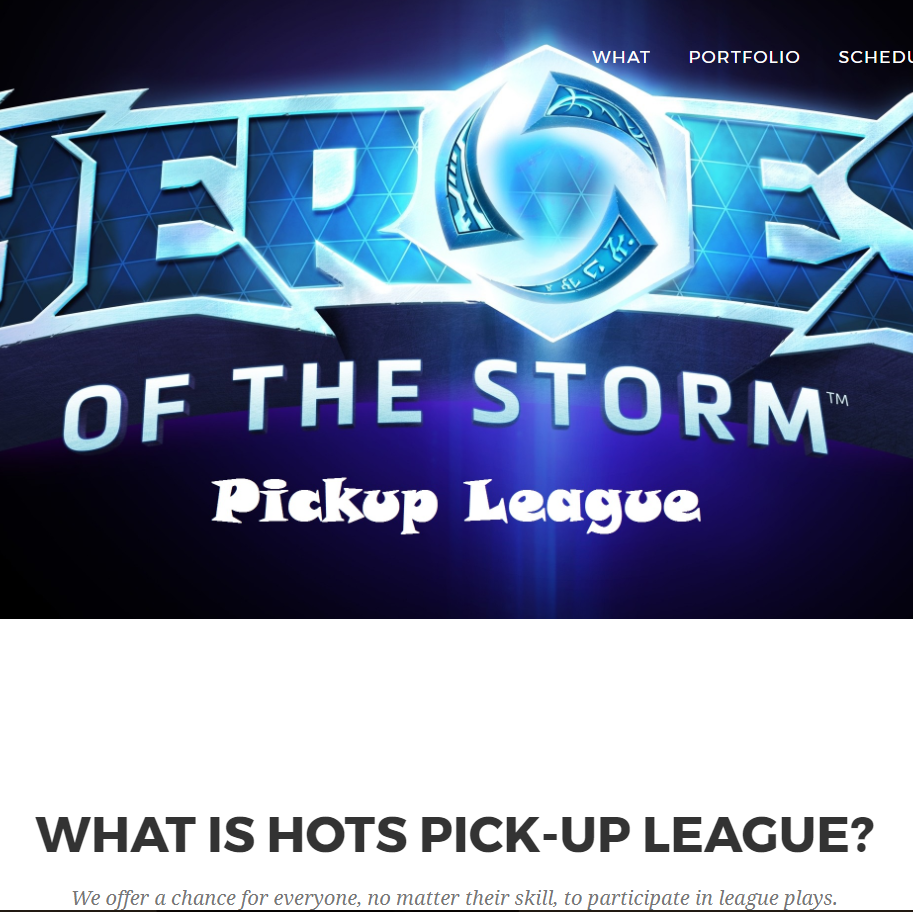 WHAT PORTFOLIO SCHEDU
HEROES
OF THE STORM™
Pickup League
WHAT IS HOTS PICK-UP LEAGUE?
We offer a chance for everyone, no matter their skill, to participate in league plays.